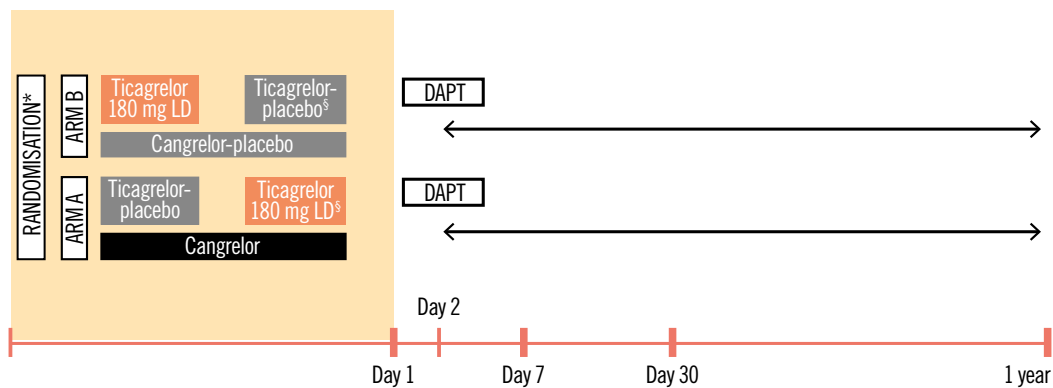 RANDOMISATION*
ARM B
Ticagrelor
180 mg LD
Ticagrelor-
placebo§
Cangrelor-placebo
DAPT
ARM A
Ticagrelor-
placebo
Ticagrelor
180 mg LD§
Cangrelor
DAPT
Day 2
Day 1
Day 7
Day 30
1 year